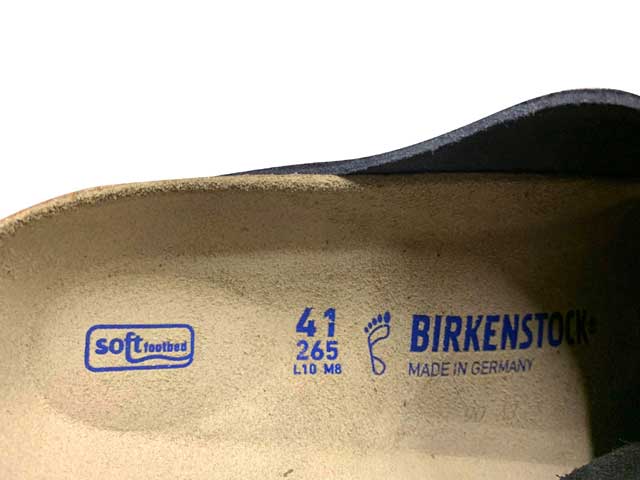 soft footbed
41
265
L10 M8
BIRKENSTOCK®
MADE IN GERMANY